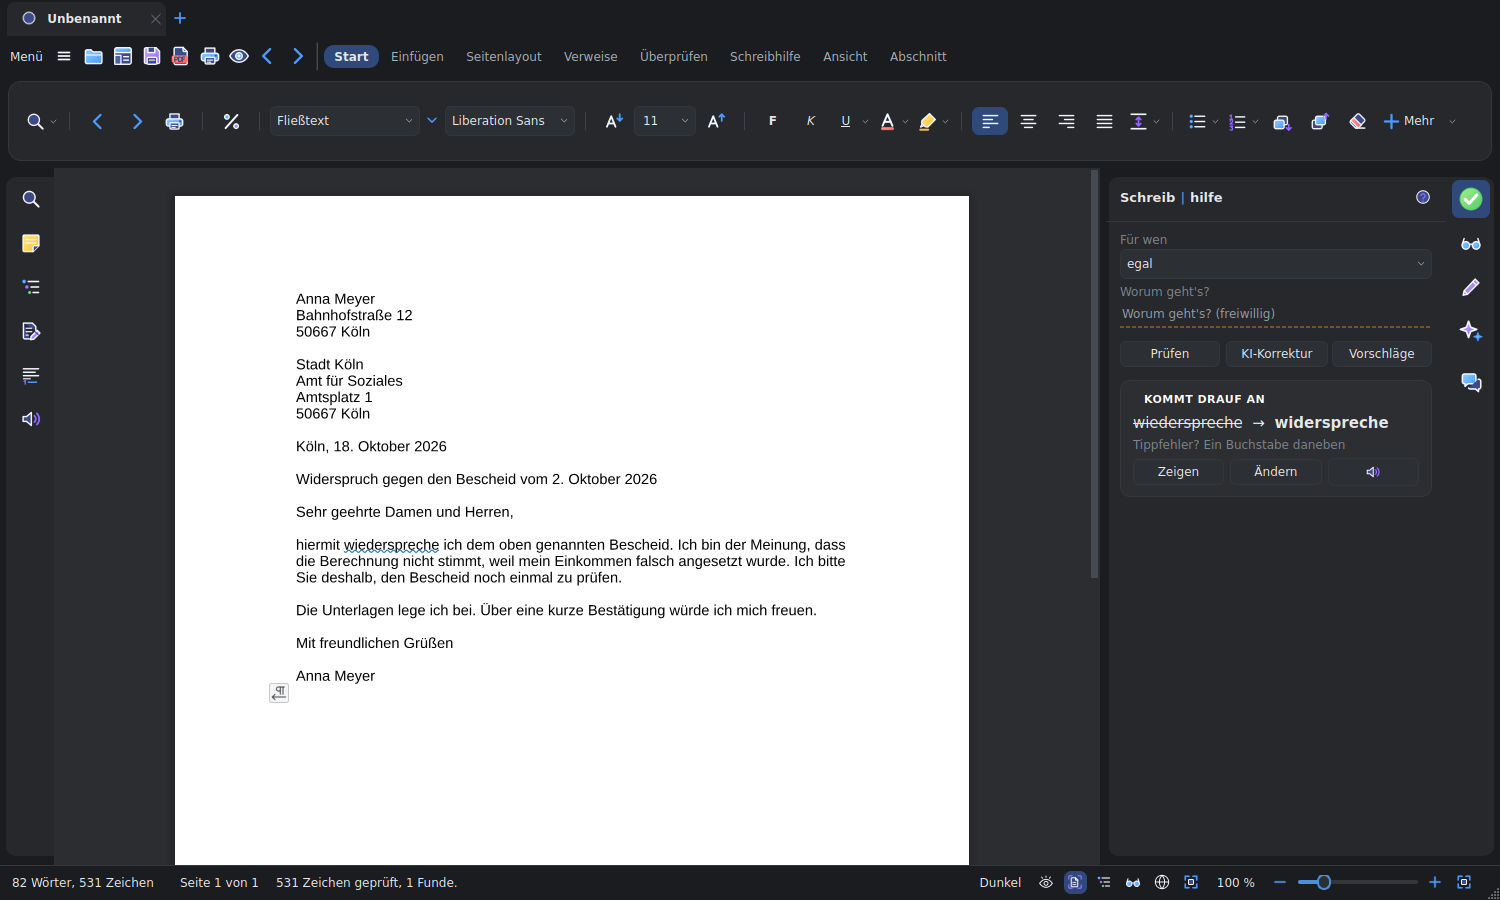 Unbenannt
Menü
PDF
Start Einfügen Seitenlayout Verweise Überprüfen Schreibhilfe Ansicht Abschnitt
Fließtext Liberation Sans 11 F K U Mehr
Schreib | hilfe
Für wen
egal
Worum geht's?
Worum geht's? (freiwillig)
Prüfen KI-Korrektur Vorschläge
KOMMT DRAUF AN
wiederspreche → widerspreche
Tippfehler? Ein Buchstabe daneben
Zeigen Ändern
Anna Meyer
Bahnhofstraße 12
50667 Köln
Stadt Köln
Amt für Soziales
Amtsplatz 1
50667 Köln
Köln, 18. Oktober 2026
Widerspruch gegen den Bescheid vom 2. Oktober 2026
Sehr geehrte Damen und Herren,
hiermit wiederspreche ich dem oben genannten Bescheid. Ich bin der Meinung, dass
die Berechnung nicht stimmt, weil mein Einkommen falsch angesetzt wurde. Ich bitte
Sie deshalb, den Bescheid noch einmal zu prüfen.
Die Unterlagen lege ich bei. Über eine kurze Bestätigung würde ich mich freuen.
Mit freundlichen Grüßen
Anna Meyer
82 Wörter, 531 Zeichen Seite 1 von 1 531 Zeichen geprüft, 1 Funde. Dunkel 100 %